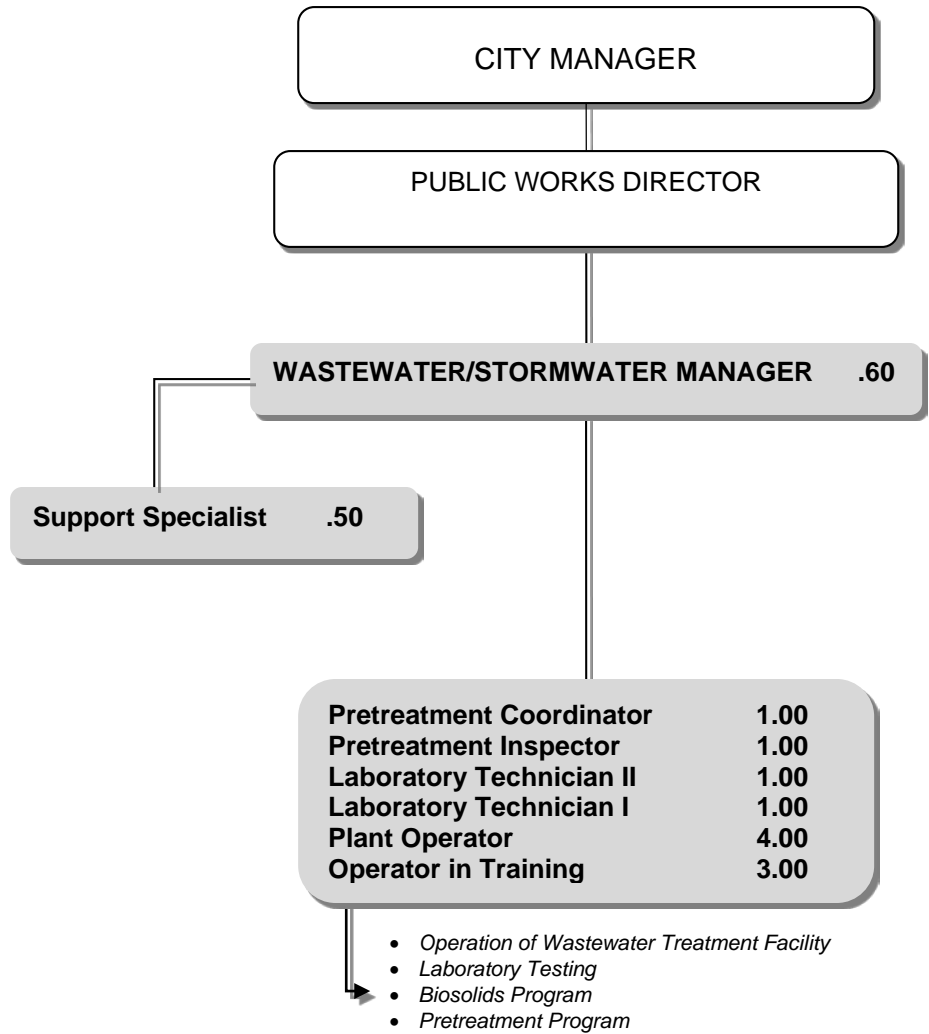 CITY MANAGER
PUBLIC WORKS DIRECTOR
WASTEWATER/STORMWATER MANAGER .60
Support Specialist .50
Pretreatment Coordinator 1.00
Pretreatment Inspector 1.00
Laboratory Technician II 1.00
Laboratory Technician I 1.00
Plant Operator 4.00
Operator in Training 3.00
• Operation of Wastewater Treatment Facility
• Laboratory Testing
• Biosolids Program
• Pretreatment Program